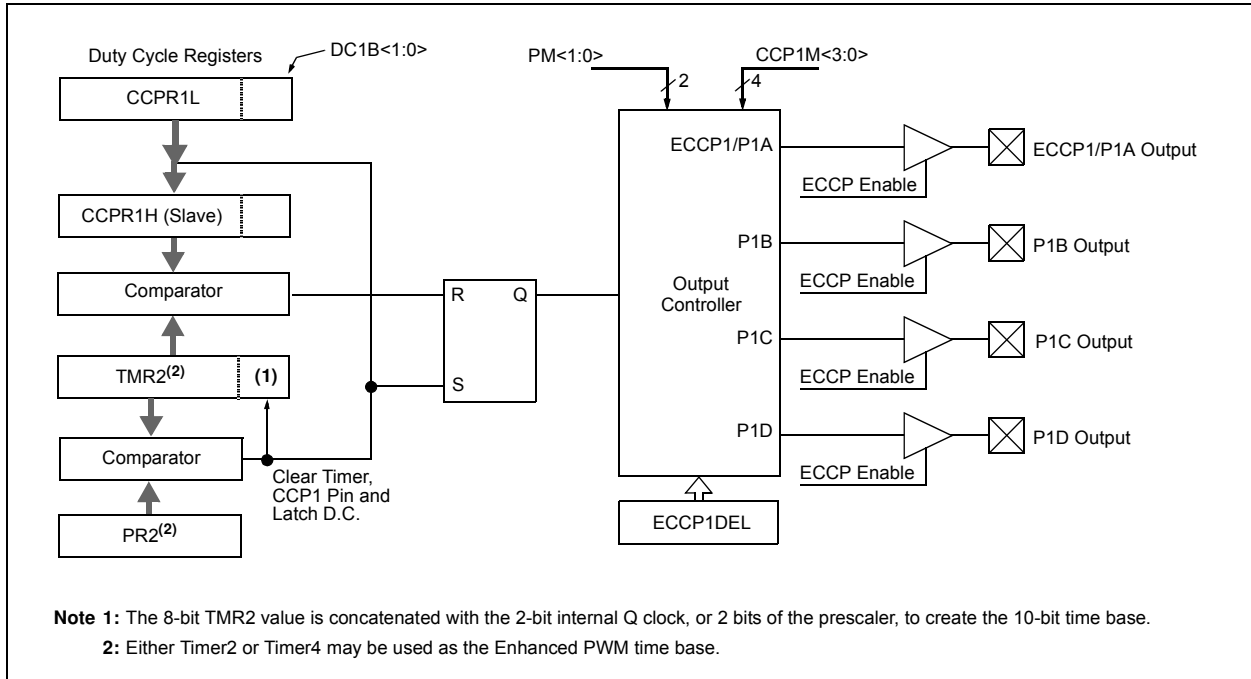 Duty Cycle Registers
DC1B<1:0>
CCPR1L
CCPR1H (Slave)
Comparator
TMR2(2)
(1)
Comparator
PR2(2)
Clear Timer,
CCP1 Pin and
Latch D.C.
R
Q
S
PM<1:0>
2
CCP1M<3:0>
4
Output
Controller
ECCP1/P1A
P1B
P1C
P1D
ECCP1DEL
ECCP Enable
ECCP1/P1A Output
ECCP Enable
P1B Output
ECCP Enable
P1C Output
ECCP Enable
P1D Output
Note 1: The 8-bit TMR2 value is concatenated with the 2-bit internal Q clock, or 2 bits of the prescaler, to create the 10-bit time base.
2: Either Timer2 or Timer4 may be used as the Enhanced PWM time base.